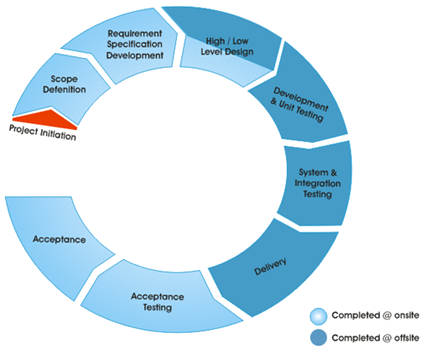 Project Initiation
Scope
Defenition
Requirement
Specification
Development
High / Low
Level Design
Development
& Unit Testing
System &
Integration
Testing
Delivery
Acceptance
Testing
Acceptance
Completed @ onsite
Completed @ offsite